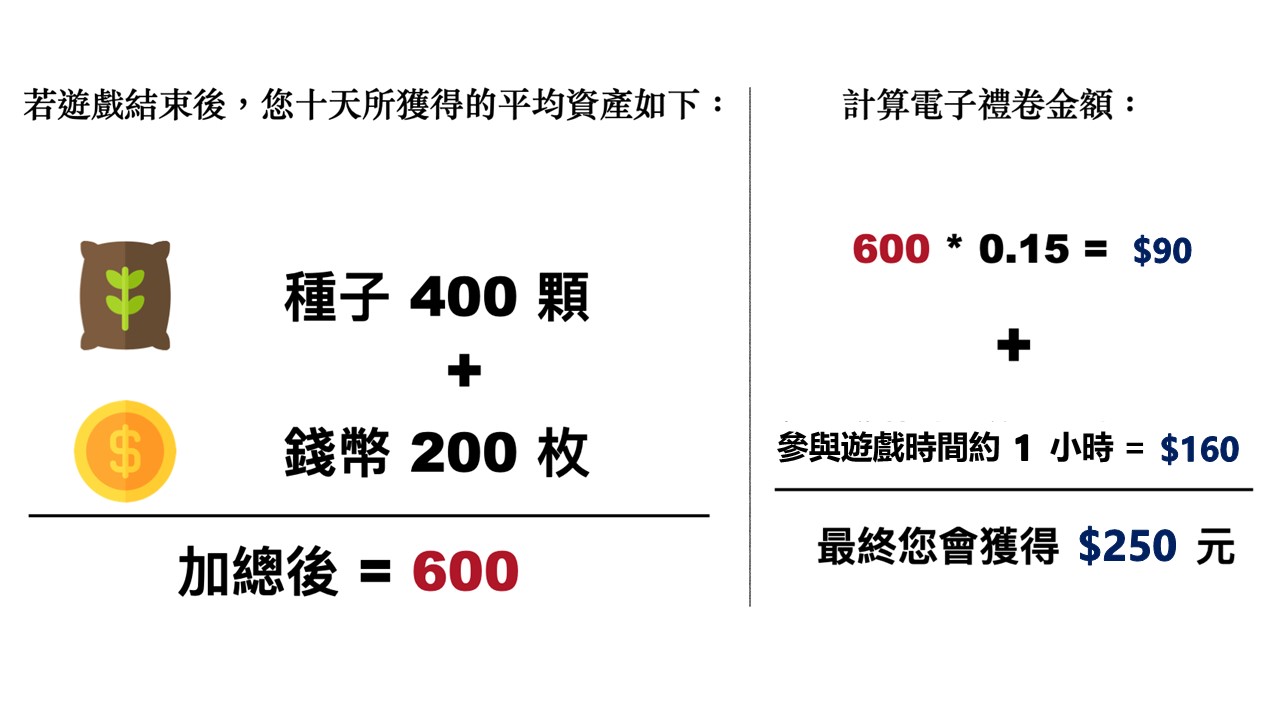 若遊戲結束後，您十天所獲得的平均資產如下：
種子 400 顆
+
錢幣 200 枚
加總後 = 600
計算電子禮卷金額：
600 * 0.15 = $90
+
參與遊戲時間約 1 小時 = $160
最終您會獲得 $250 元